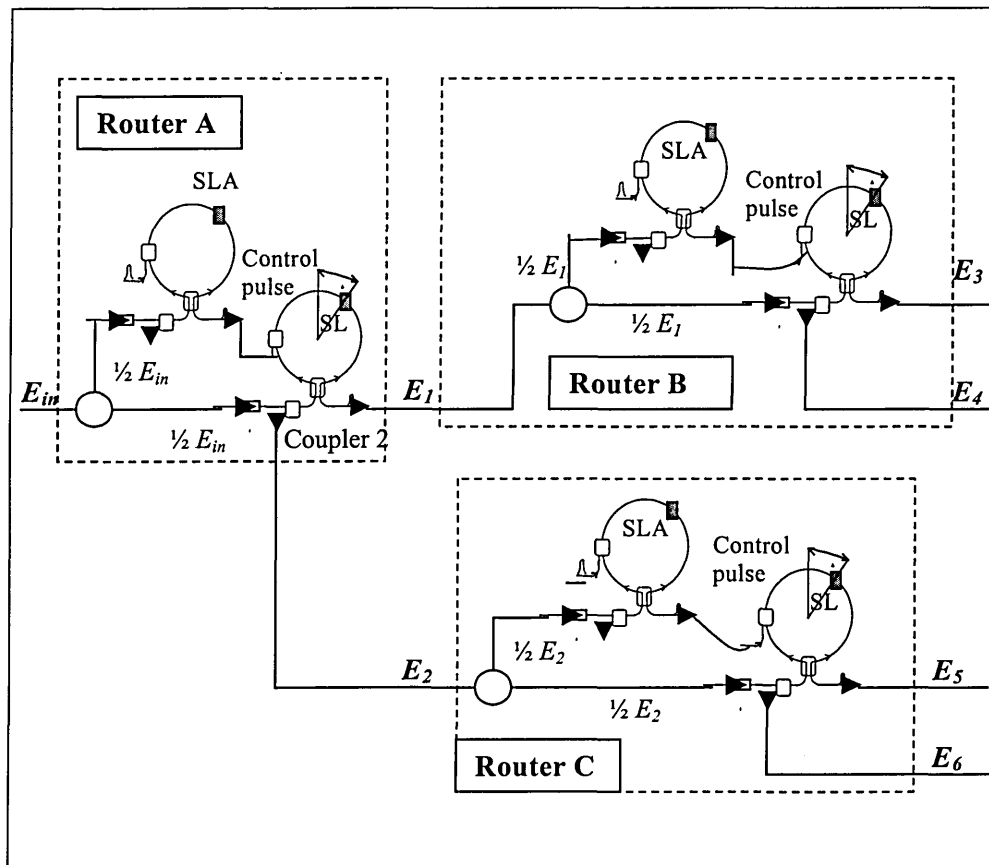 Router A
SLA
Control
pulse
SL
½ E_in
E_in
½ E_in
Coupler 2
E_1
E_2
SLA
Control
pulse
SL
½ E_1
½ E_1
Router B
E_3
E_4
SLA
Control
pulse
SL
½ E_2
½ E_2
Router C
E_5
E_6